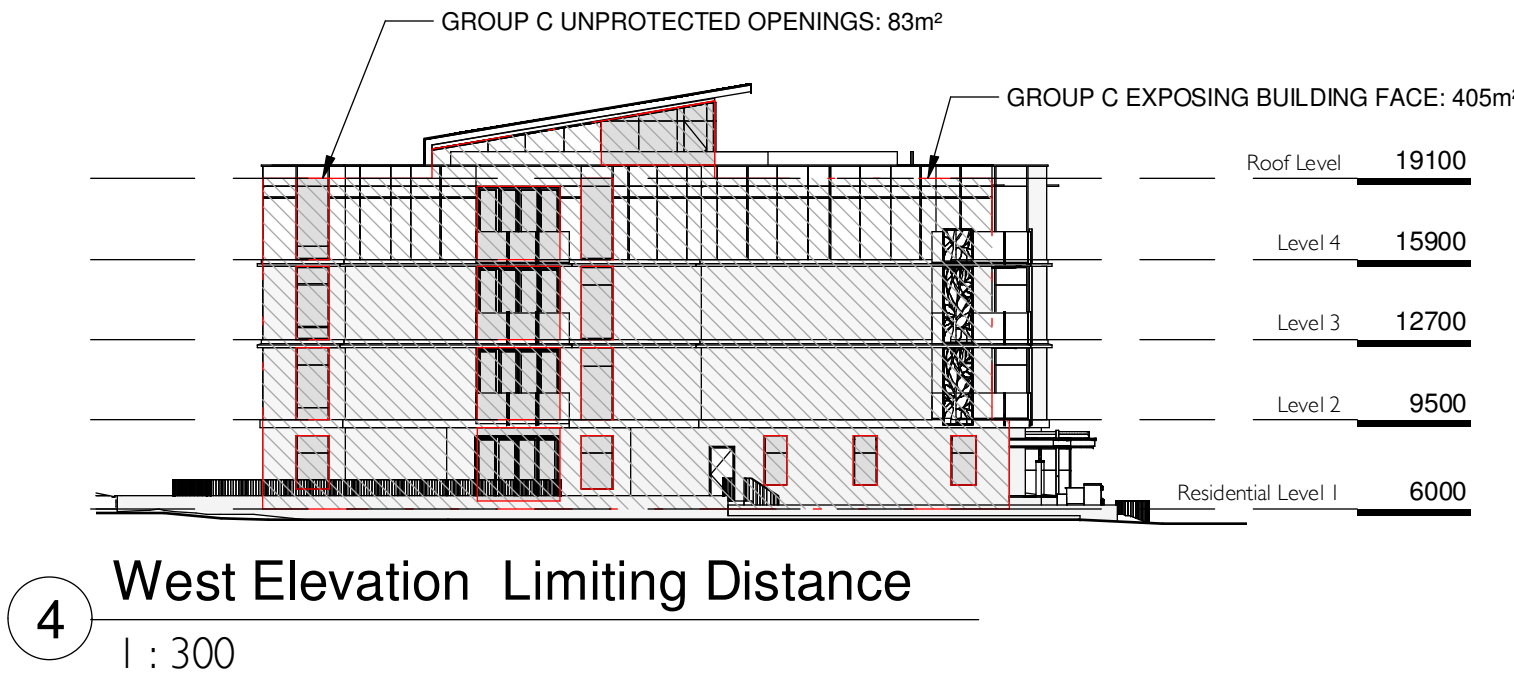 GROUP C UNPROTECTED OPENINGS: 83m²
GROUP C EXPOSING BUILDING FACE: 405m²
Roof Level 19100
Level 4 15900
Level 3 12700
Level 2 9500
Residential Level 1 6000
4 West Elevation Limiting Distance
1 : 300